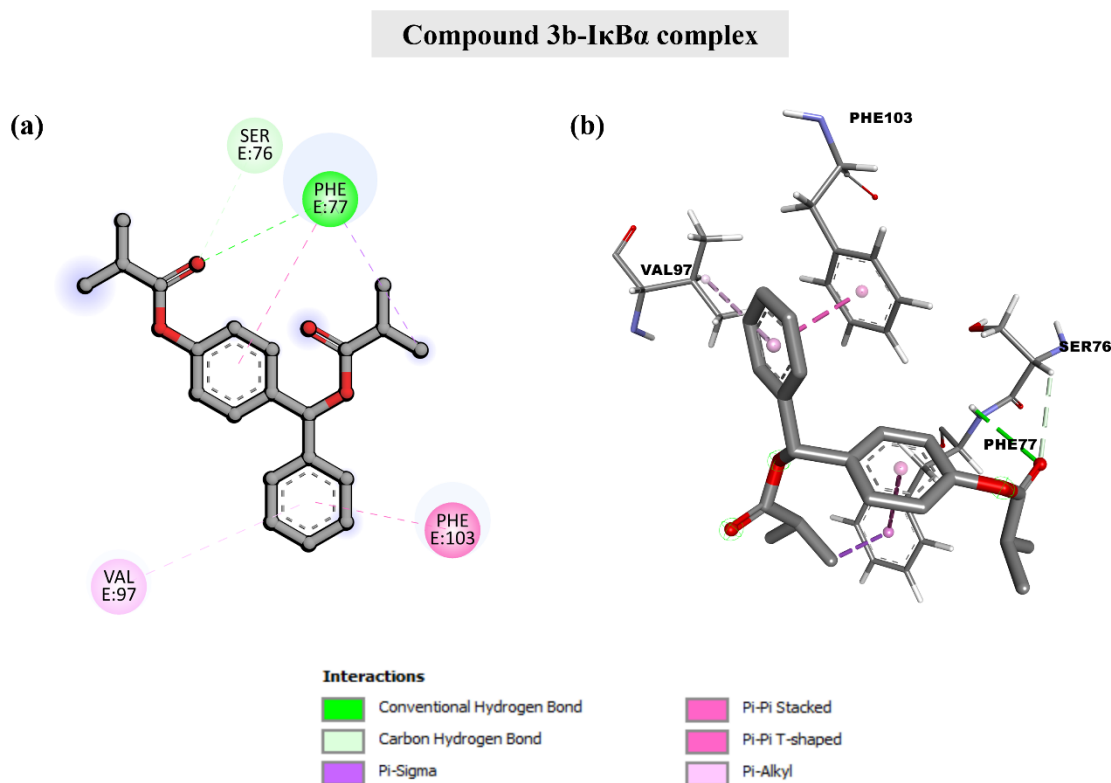 Compound 3b-IκBα complex
(a)
SER
E:76
PHE
E:77
PHE
E:103
VAL
E:97
(b)
PHE103
VAL97
SER76
PHE77
Interactions
Conventional Hydrogen Bond
Carbon Hydrogen Bond
Pi-Sigma
Pi-Pi Stacked
Pi-Pi T-shaped
Pi-Alkyl